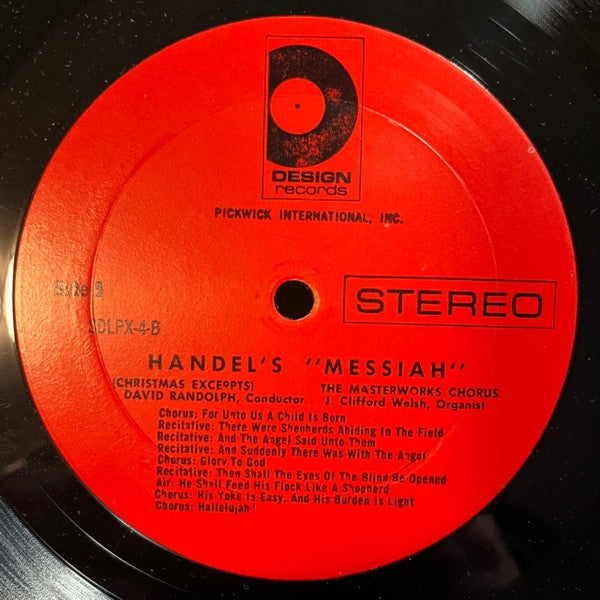 DESIGN
records
PICKWICK INTERNATIONAL, INC.
Side 2
STEREO
SDLPX-4-B
HANDEL'S "MESSIAH"
(CHRISTMAS EXCERPTS) THE MASTERWORKS CHORUS
DAVID RANDOLPH, Conductor J. Clifford Welsh, Organist
Chorus: For Unto Us A Child Is Born
Recitative: There Were Shepherds Abiding In The Field
Recitative: And The Angel Said Unto Them
Recitative: And Suddenly There Was With The Angel
Chorus: Glory To God
Recitative: Then Shall The Eyes Of The Blind Be Opened
Air: He Shall Feed His Flock Like A Shepherd
Chorus: His Yoke Is Easy, And His Burden Is Light
Chorus: Hallelujah!